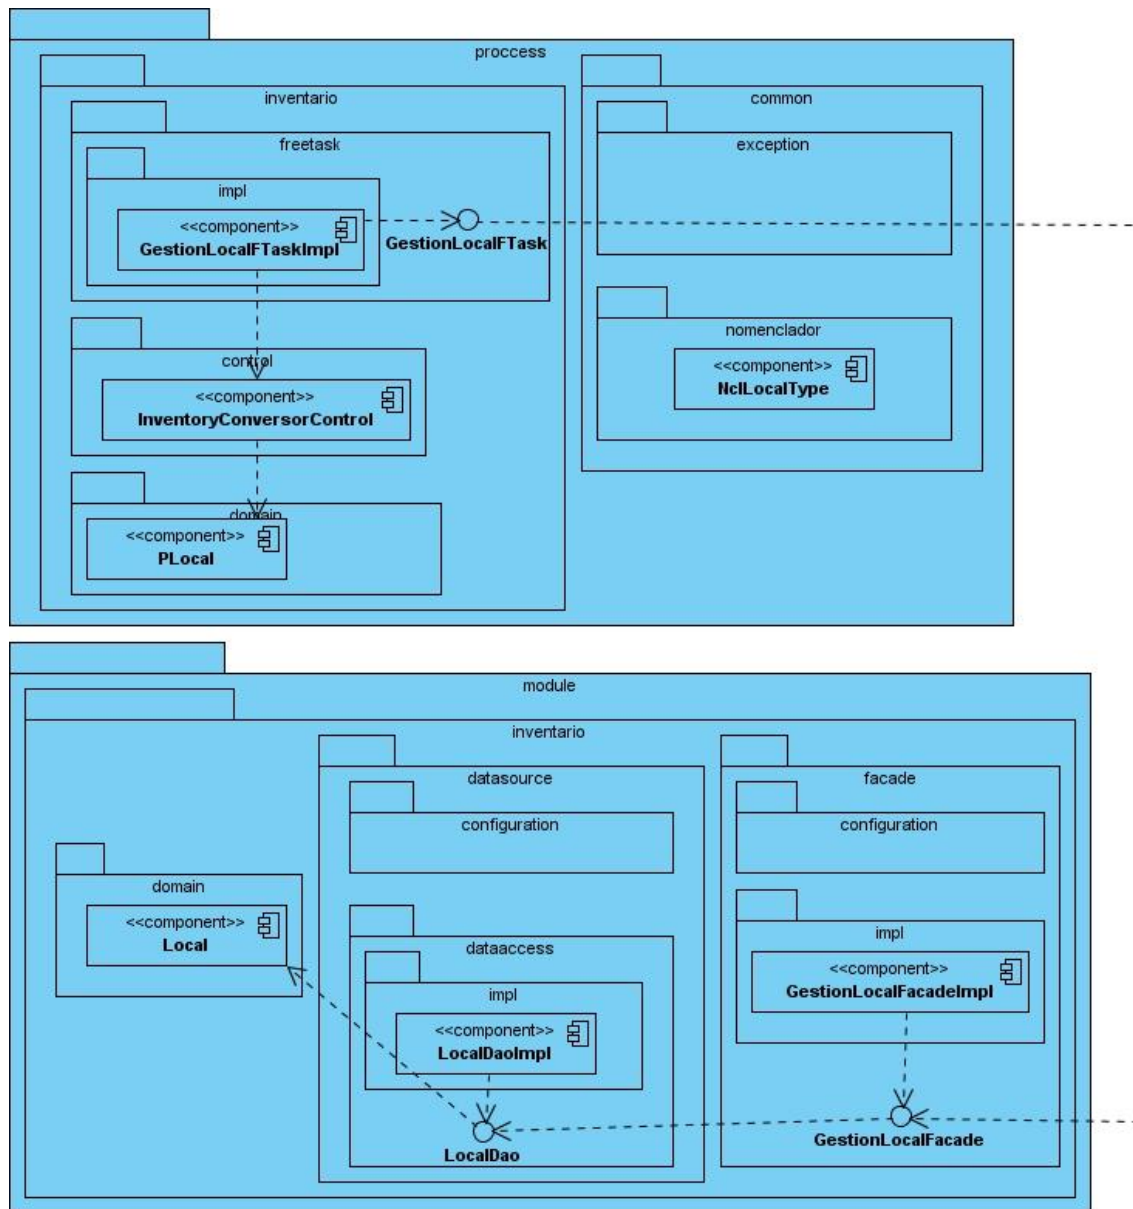 proccess
inventario
common
freetask
exception
impl
<<component>>
GestionLocalFTaskImpl
GestionLocalFTask
nomenclador
control
<<component>>
NclLocalType
<<component>>
InventoryConversorControl
domain
<<component>>
PLocal
module
inventario
datasource
facade
configuration
configuration
domain
<<component>>
Local
dataaccess
impl
impl
<<component>>
GestionLocalFacadeImpl
<<component>>
LocalDaoImpl
LocalDao
GestionLocalFacade